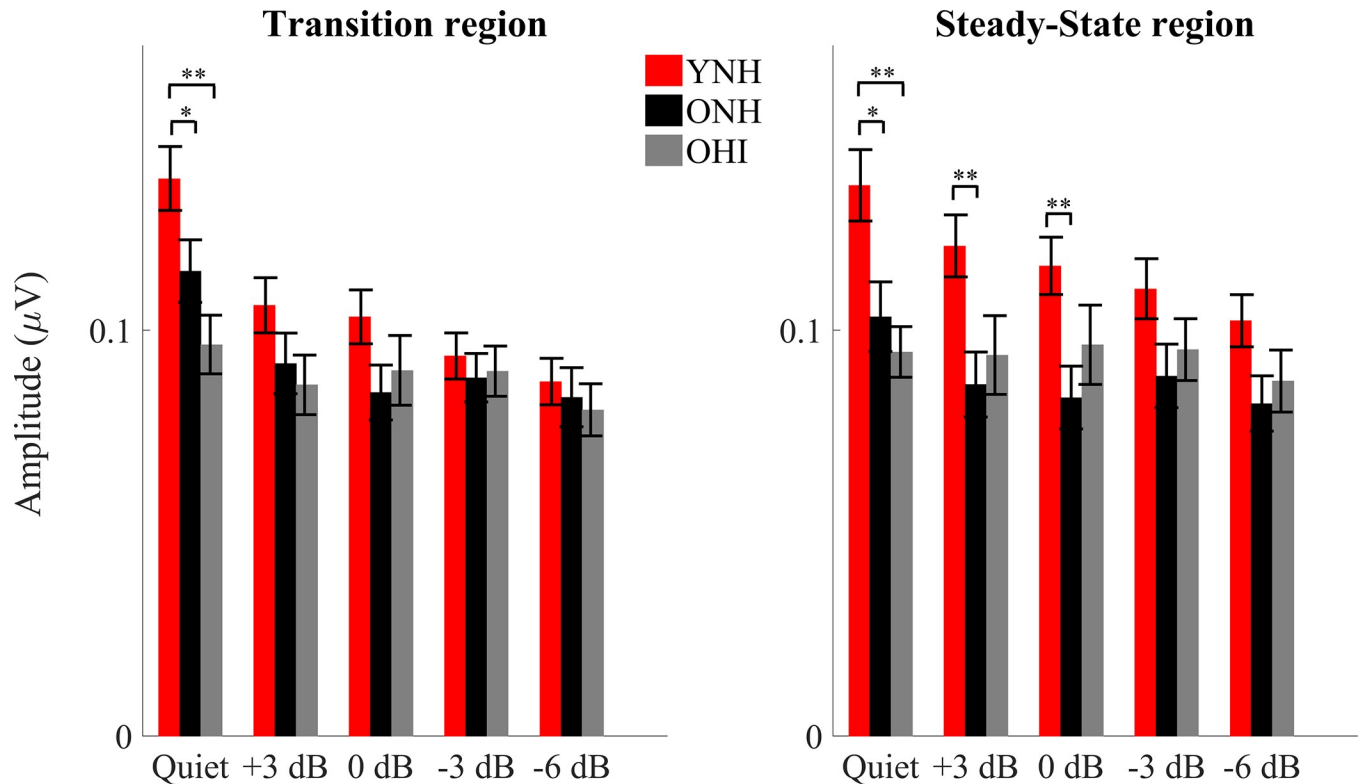 Transition region
YNH
ONH
OHI
**
*
Amplitude (μV)
0.1
0
Quiet +3 dB 0 dB -3 dB -6 dB
Steady-State region
**
*
**
**
0.1
0
Quiet +3 dB 0 dB -3 dB -6 dB